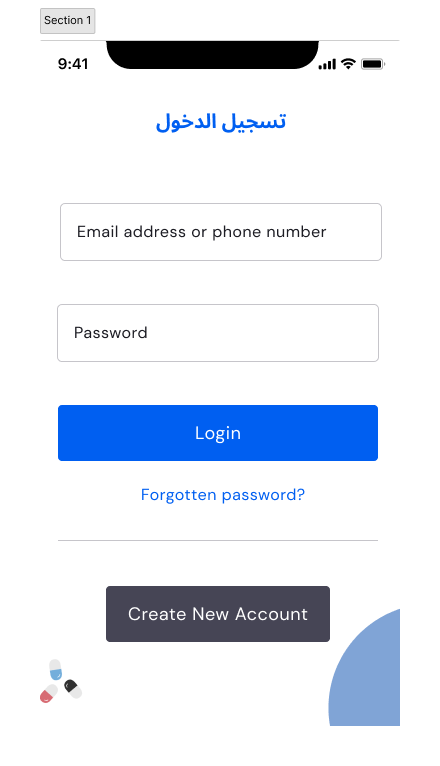 Section 1
9:41
تسجيل الدخول
Email address or phone number
Password
Login
Forgotten password?
Create New Account